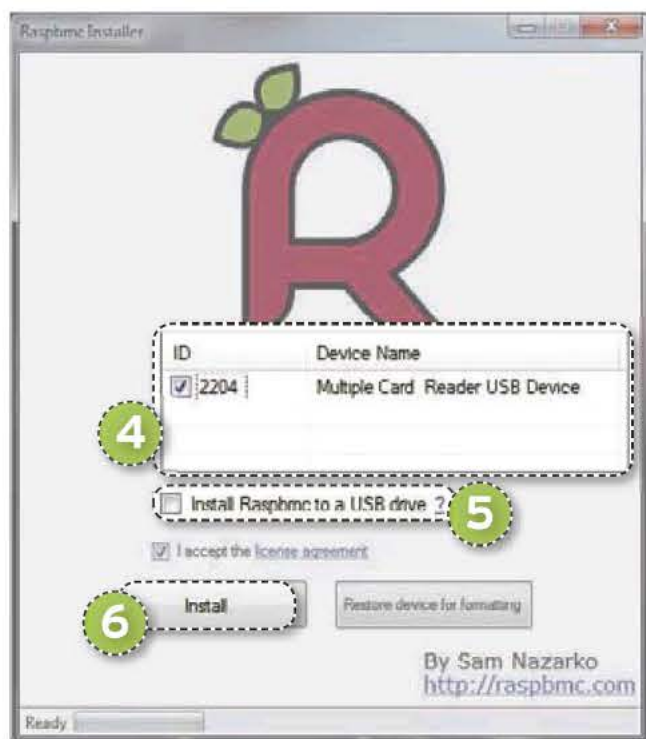 Raspbmc Installer
R
ID Device Name
2204 Multiple Card Reader USB Device
4
Install Raspbmc to a USB drive ?
5
I accept the license agreement
6
Install Restore device for formatting
By Sam Nazarko
http://raspbmc.com
Ready